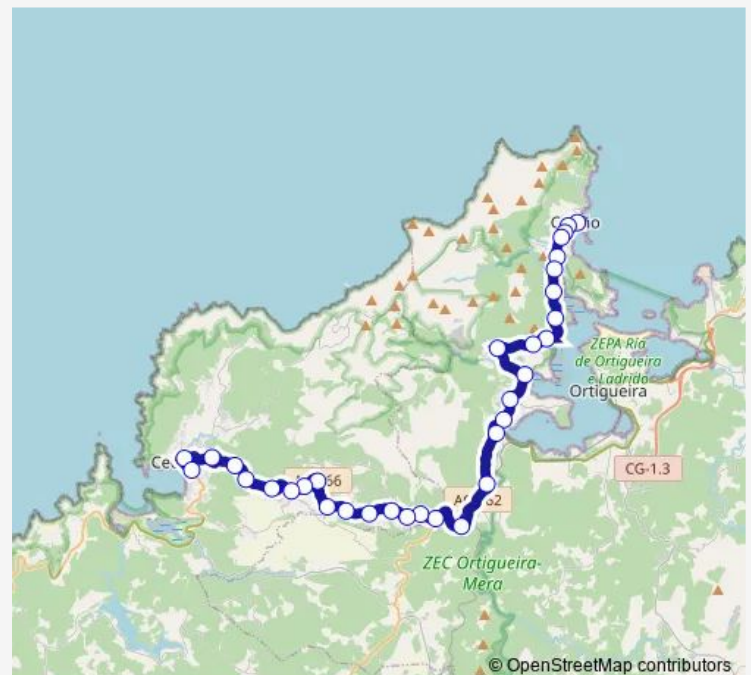 ZEPA Ría
de Ortigueira
e Ladrido
Ortigueira
CG-1.3
ZEC Ortigueira-
Mera
© OpenStreetMap contributors